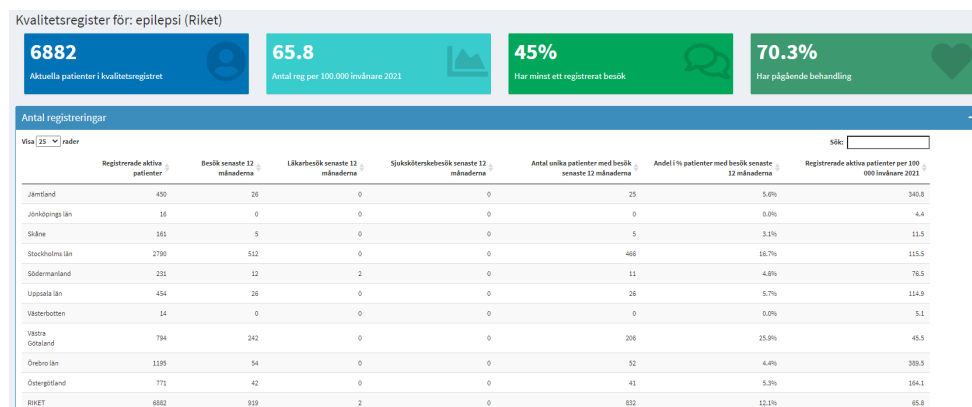 Kvalitetsregister för: epilepsi (Riket)
6882
Aktuella patienter i kvalitetsregistret
65.8
Antal reg per 100.000 invånare 2021
45%
Har minst ett registrerat besök
70.3%
Har pågående behandling
Antal registreringar
Visa 25 rader
Sök:
Registrerade aktiva patienter Besök senaste 12 månaderna Läkarbesök senaste 12 månaderna Sjuksköterskebesök senaste 12 månaderna Antal unika patienter med besök senaste 12 månaderna Andel i % patienter med besök senaste 12 månaderna Registrerade aktiva patienter per 100 000 invånare 2021
Jämtland 450 26 0 0 25 5.6% 340.8
Jönköpings län 16 0 0 0 0 0.0% 4.4
Skåne 161 5 0 0 5 3.1% 11.5
Stockholms län 2790 512 0 0 466 16.7% 115.5
Södermanland 231 12 2 0 11 4.8% 76.5
Uppsala län 454 26 0 0 26 5.7% 114.9
Västerbotten 14 0 0 0 0 0.0% 5.1
Västra Götaland 794 242 0 0 206 25.9% 45.5
Örebro län 1195 54 0 0 52 4.4% 389.5
Östergötland 771 42 0 0 41 5.3% 164.1
RIKET 6882 919 2 0 832 12.1% 65.8